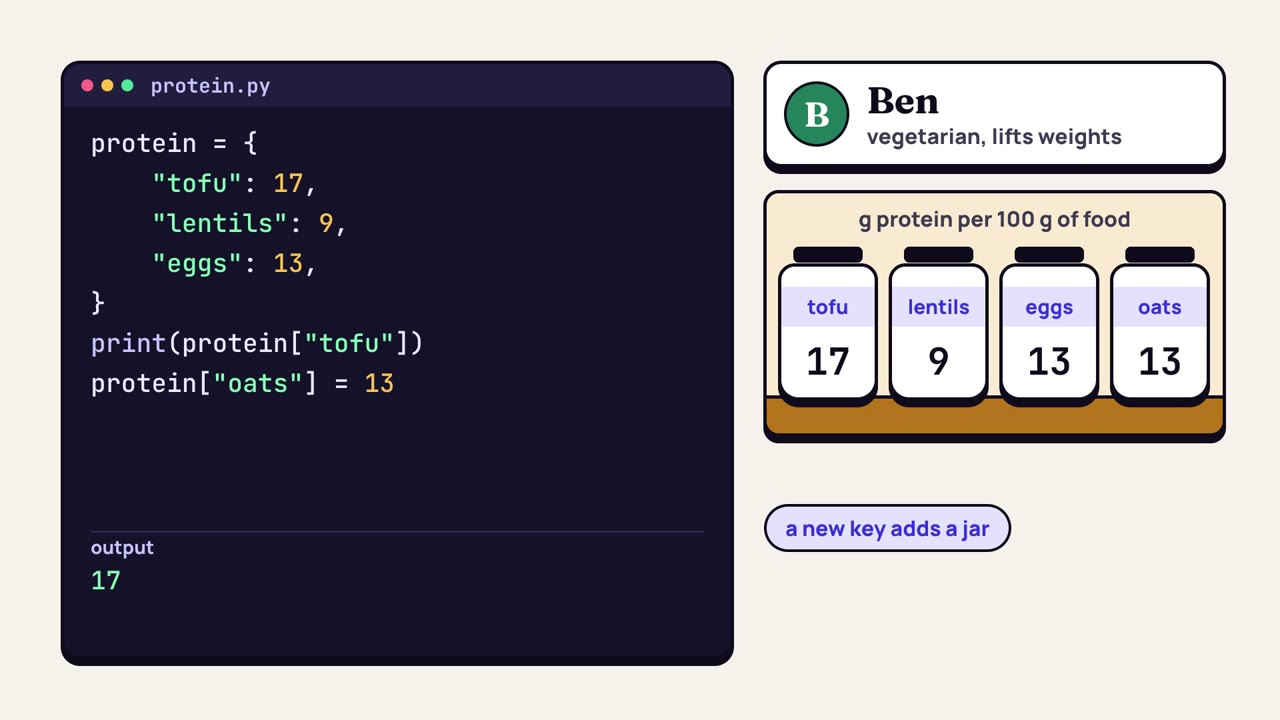 protein.py
protein = {
    "tofu": 17,
    "lentils": 9,
    "eggs": 13,
}
print(protein["tofu"])
protein["oats"] = 13
output
17
B
Ben
vegetarian, lifts weights
g protein per 100 g of food
tofu lentils eggs oats
17 9 13 13
a new key adds a jar